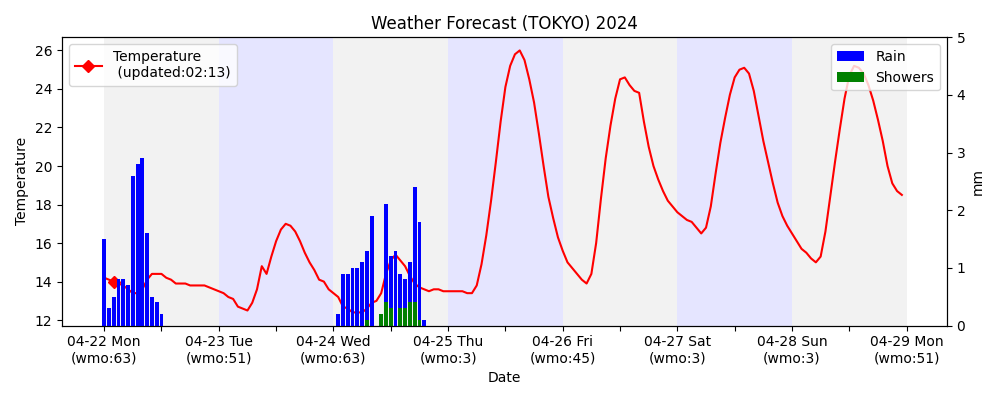 Weather Forecast (TOKYO) 2024
Temperature
(updated:02:13)
Rain
Showers
26
24
22
20
18
16
14
12
Temperature
5
4
3
2
1
0
mm
04-22 Mon
(wmo:63)
04-23 Tue
(wmo:51)
04-24 Wed
(wmo:63)
04-25 Thu
(wmo:3)
04-26 Fri
(wmo:45)
04-27 Sat
(wmo:3)
04-28 Sun
(wmo:3)
04-29 Mon
(wmo:51)
Date